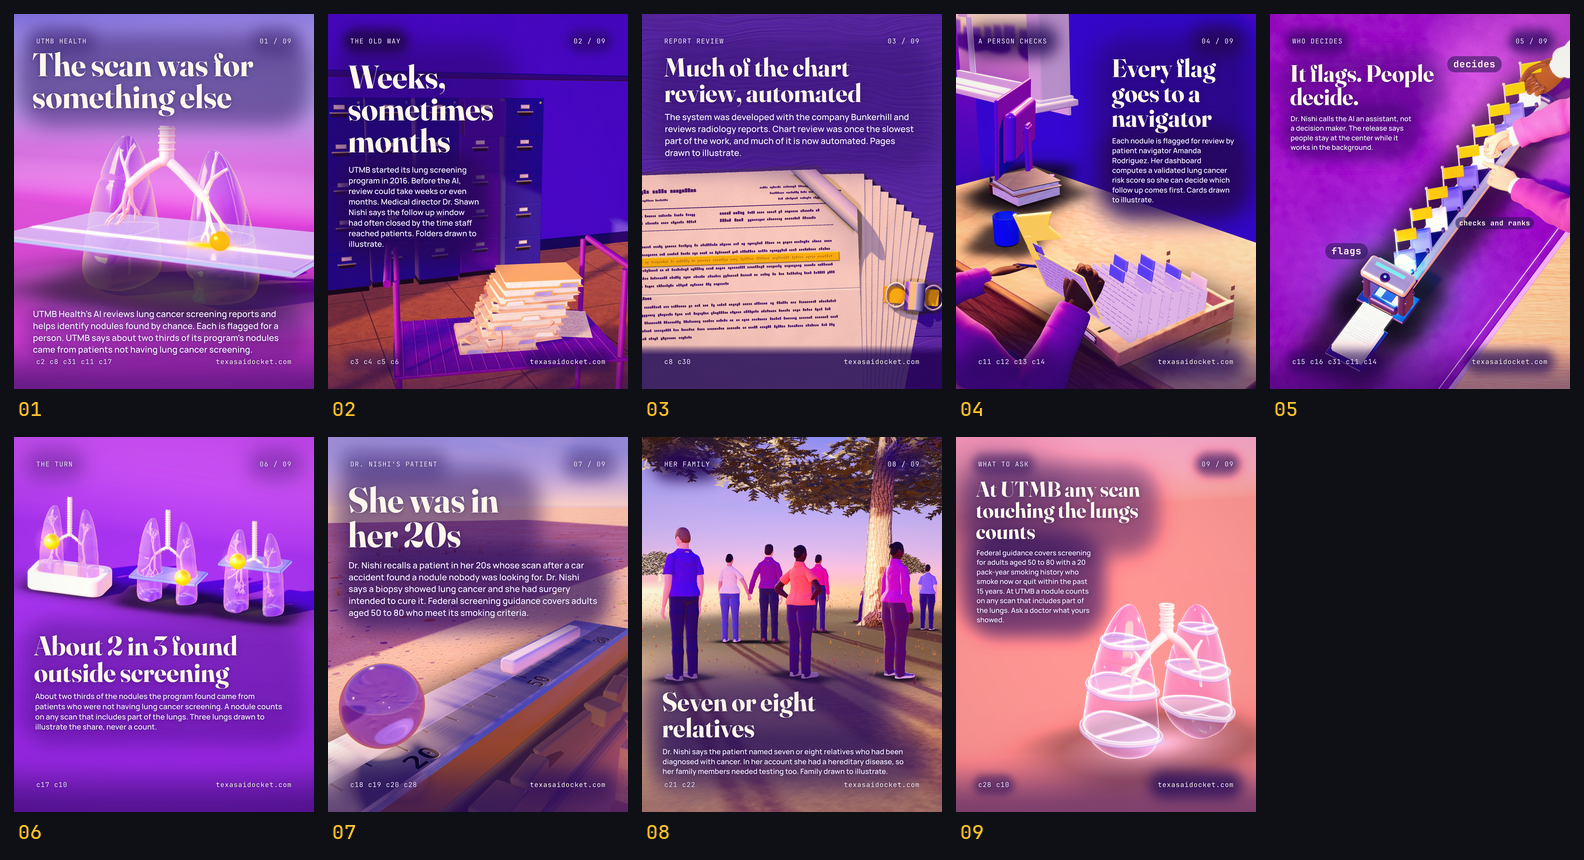 UTMB HEALTH
01 / 09
The scan was for
something else
UTMB Health's AI reviews lung cancer screening reports and
helps identify nodules found by chance. Each is flagged for a
person. UTMB says about two thirds of its program's nodules
came from patients not having lung cancer screening.
c2 c8 c31 c11 c17
texasaidocket.com
01
THE OLD WAY
02 / 09
Weeks,
sometimes
months
UTMB started its lung screening
program in 2016. Before the AI,
review could take weeks or even
months. Medical director Dr. Shawn
Nishi says the follow up window
had often closed by the time staff
reached patients. Folders drawn to
illustrate.
c3 c4 c5 c6
texasaidocket.com
02
REPORT REVIEW
03 / 09
Much of the chart
review, automated
The system was developed with the company Bunkerhill and
reviews radiology reports. Chart review was once the slowest
part of the work, and much of it is now automated. Pages
drawn to illustrate.
c8 c30
texasaidocket.com
03
A PERSON CHECKS
04 / 09
Every flag
goes to a
navigator
Each nodule is flagged for review by
patient navigator Amanda
Rodriguez. Her dashboard
computes a validated lung cancer
risk score so she can decide which
follow up comes first. Cards drawn
to illustrate.
c11 c12 c13 c14
texasaidocket.com
04
WHO DECIDES
05 / 09
It flags. People
decide.
Dr. Nishi calls the AI an assistant, not
a decision maker. The release says
people stay at the center while it
works in the background.
decides
checks and ranks
flags
c15 c16 c31 c11 c14
texasaidocket.com
05
THE TURN
06 / 09
About 2 in 3 found
outside screening
About two thirds of the nodules the program found came from
patients who were not having lung cancer screening. A nodule counts
on any scan that includes part of the lungs. Three lungs drawn to
illustrate the share, never a count.
c17 c10
texasaidocket.com
06
DR. NISHI'S PATIENT
07 / 09
She was in
her 20s
Dr. Nishi recalls a patient in her 20s whose scan after a car
accident found a nodule nobody was looking for. Dr. Nishi
says a biopsy showed lung cancer and she had surgery
intended to cure it. Federal screening guidance covers adults
aged 50 to 80 who meet its smoking criteria.
80
50
20
c18 c19 c20 c28
texasaidocket.com
07
HER FAMILY
08 / 09
Seven or eight
relatives
Dr. Nishi says the patient named seven or eight relatives who had been
diagnosed with cancer. In her account she had a hereditary disease, so
her family members needed testing too. Family drawn to illustrate.
c21 c22
texasaidocket.com
08
WHAT TO ASK
09 / 09
At UTMB any scan
touching the lungs
counts
Federal guidance covers screening
for adults aged 50 to 80 with a 20
pack-year smoking history who
smoke now or quit within the past
15 years. At UTMB a nodule counts
on any scan that includes part of
the lungs. Ask a doctor what yours
showed.
c28 c10
texasaidocket.com
09